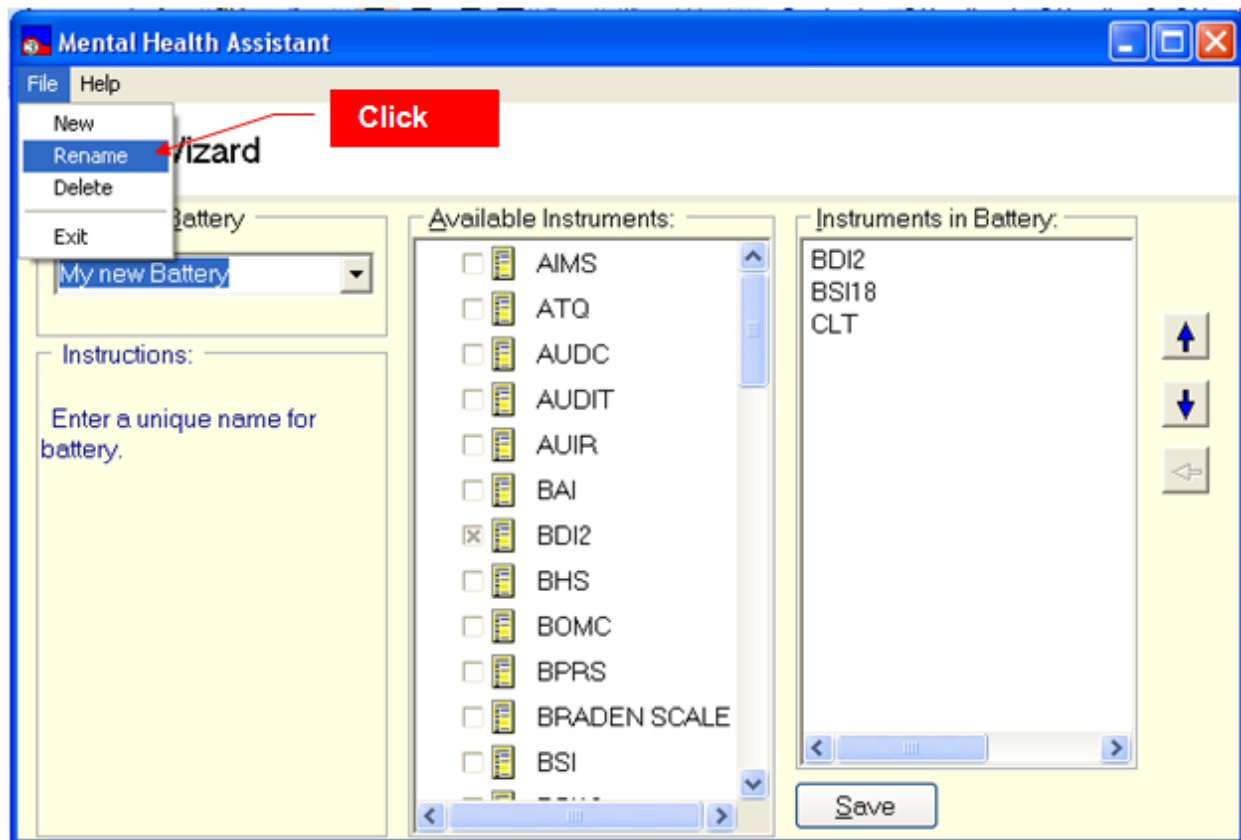 Mental Health Assistant
File Help
Click
New
Rename
Delete
Exit
Wizard
Battery
My new Battery
Instructions:
Enter a unique name for
battery.
Available Instruments:
AIMS
ATQ
AUDC
AUDIT
AUIR
BAI
BDI2
BHS
BOMC
BPRS
BRADEN SCALE
BSI
Instruments in Battery:
BDI2
BSI18
CLT
Save